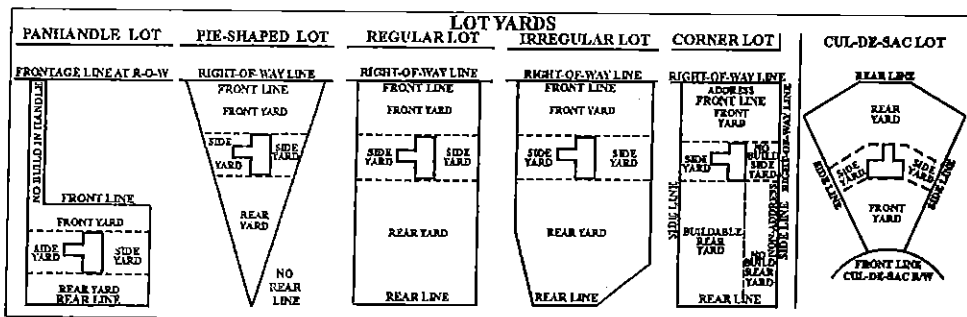 LOT YARDS
PANHANDLE LOT
FRONTAGE LINE AT R-O-W
NO BUILD IN HANDLE
FRONT LINE
FRONT YARD
SIDE
YARD
SIDE
YARD
REAR YARD
REAR LINE
PIE-SHAPED LOT
RIGHT-OF-WAY LINE
FRONT LINE
FRONT YARD
SIDE
YARD
SIDE
YARD
REAR
YARD
NO
REAR
LINE
REGULAR LOT
RIGHT-OF-WAY LINE
FRONT LINE
FRONT YARD
SIDE
YARD
SIDE
YARD
REAR YARD
REAR LINE
IRREGULAR LOT
RIGHT-OF-WAY LINE
FRONT LINE
FRONT YARD
SIDE
YARD
SIDE
YARD
REAR YARD
REAR LINE
CORNER LOT
RIGHT-OF-WAY LINE
ADDRESS
FRONT LINE
FRONT
YARD
SIDE
YARD
NO
BUILD
SIDE
YARD
RIGHT-OF-WAY LINE
SIDE LINE
BUILDABLE
REAR
YARD
NO
BUILD
REAR
YARD
NON-ADDRESS
SIDE LINE
REAR LINE
CUL-DE-SAC LOT
REAR LINE
REAR
YARD
SIDE
YARD
SIDE
YARD
SIDE LINE
SIDE LINE
FRONT
YARD
FRONT LINE
CUL-DE-SAC R/W